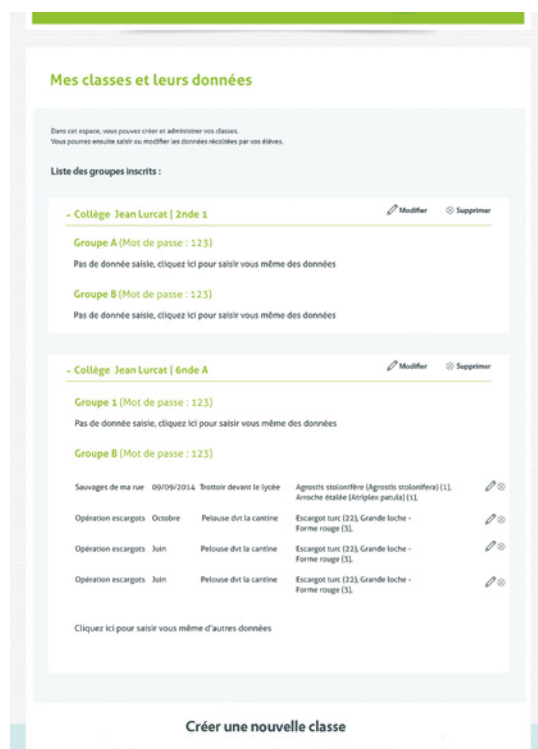 Mes classes et leurs données
Dans cet espace, vous pouvez créer et administrer vos classes.
Vous pourrez ensuite saisir ou modifier les données récoltées par vos élèves.
Liste des groupes inscrits :
- Collège Jean Lurcat | 2nde 1 Modifier Supprimer
Groupe A (Mot de passe : 123)
Pas de donnée saisie, cliquez ici pour saisir vous même des données
Groupe B (Mot de passe : 123)
Pas de donnée saisie, cliquez ici pour saisir vous même des données
- Collège Jean Lurcat | 6nde A Modifier Supprimer
Groupe 1 (Mot de passe : 123)
Pas de donnée saisie, cliquez ici pour saisir vous même des données
Groupe B (Mot de passe : 123)
Sauvages de ma rue 09/09/2014 Trottoir devant le lycée Agrostis stolonifère (Agrostis stolonifera) (1),
Arroche étalée (Atriplex patula) (1),
Opération escargots Octobre Pelouse dvt la cantine Escargot turc (22), Grande loche -
Forme rouge (3),
Opération escargots Juin Pelouse dvt la cantine Escargot turc (22), Grande loche -
Forme rouge (3),
Opération escargots Juin Pelouse dvt la cantine Escargot turc (22), Grande loche -
Forme rouge (3),
Cliquez ici pour saisir vous même d'autres données
Créer une nouvelle classe